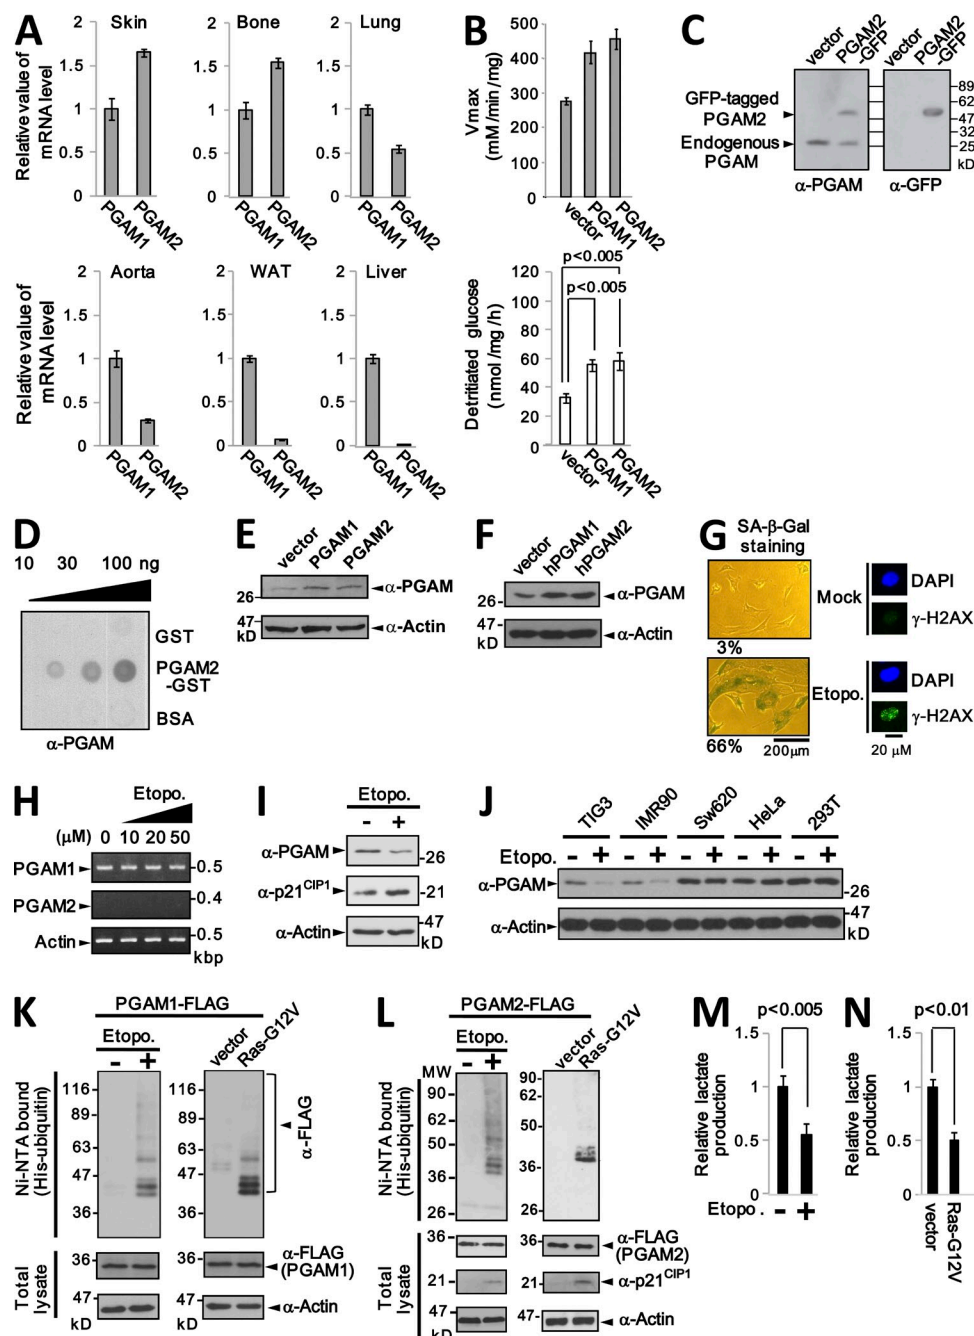 A
Skin
Bone
Lung
Relative value of
mRNA level
2
1.5
1
0.5
0
PGAM1
PGAM2
2
1.5
1
0.5
0
PGAM1
PGAM2
2
1.5
1
0.5
0
PGAM1
PGAM2
Aorta
WAT
Liver
Relative value of
mRNA level
2
1.5
1
0.5
0
PGAM1
PGAM2
2
1.5
1
0.5
0
PGAM1
PGAM2
2
1.5
1
0.5
0
PGAM1
PGAM2
B
Vmax
(mM/min/mg)
500
400
300
200
100
0
vector
PGAM1
PGAM2
Detritiated glucose
(nmol/mg/h)
120
100
80
60
40
20
0
p<0.005
p<0.005
vector
PGAM1
PGAM2
C
vector
PGAM2
-GFP
vector
PGAM2
-GFP
GFP-tagged
PGAM2
Endogenous
PGAM
89
62
47
32
25
kD
α-PGAM
α-GFP
D
10 30 100 ng
GST
PGAM2
-GST
BSA
α-PGAM
E
vector
PGAM1
PGAM2
26
α-PGAM
47
kD
α-Actin
F
vector
hPGAM1
hPGAM2
26
α-PGAM
47
kD
α-Actin
G
SA-β-Gal
staining
Mock
DAPI
γ-H2AX
3%
Etopo.
DAPI
γ-H2AX
66%
200μm
20 μM
H
Etopo.
(μM) 0 10 20 50
PGAM1
0.5
PGAM2
0.4
Actin
0.5
kbp
I
Etopo.
- +
α-PGAM
26
α-p21CIP1
21
α-Actin
47
kD
J
TIG3
IMR90
Sw620
HeLa
293T
Etopo. - + - + - + - + - +
α-PGAM
26
α-Actin
47
kD
K
PGAM1-FLAG
Etopo.
- +
vector
Ras-G12V
Ni-NTA bound
(His-ubiquitin)
116
89
63
47
36
116
89
63
47
36
α-FLAG
Total
lysate
36
36
α-FLAG
(PGAM1)
47
kD
47
α-Actin
L
PGAM2-FLAG
Etopo.
- +
vector
Ras-G12V
MW
Ni-NTA bound
(His-ubiquitin)
90
62
50
36
26
90
62
50
36
26
Total
lysate
36
36
α-FLAG
(PGAM2)
21
21
α-p21CIP1
47
kD
47
α-Actin
M
p<0.005
Relative lactate
production
1.5
1
0.5
0
Etopo. - +
N
p<0.01
Relative lactate
production
1.5
1
0.5
0
vector
Ras-G12V